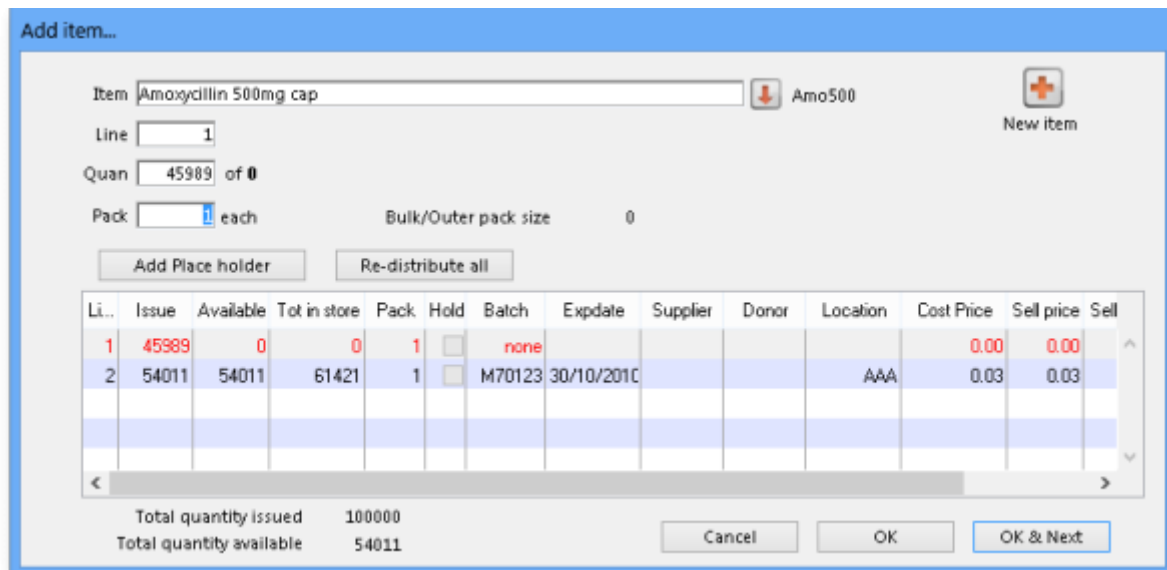 Add item...
Item Amoxycillin 500mg cap Amo500
New item
Line 1
Quan 45989 of 0
Pack 1 each Bulk/Outer pack size 0
Add Place holder Re-distribute all
Li... Issue Available Tot in store Pack Hold Batch Expdate Supplier Donor Location Cost Price Sell price Sell
1 45989 0 0 1 none 0.00 0.00
2 54011 54011 61421 1 M70123 30/10/2010 AAA 0.03 0.03
Total quantity issued 100000
Total quantity available 54011
Cancel OK OK & Next